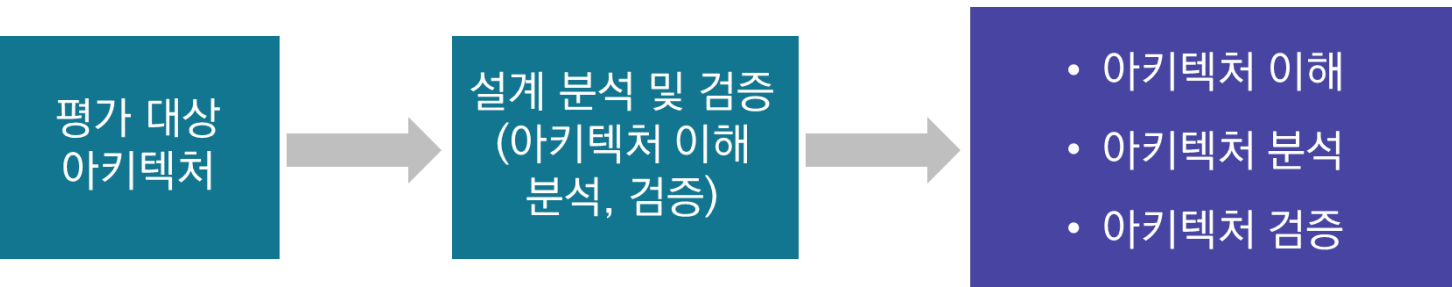 평가 대상
아키텍처
설계 분석 및 검증
(아키텍처 이해
분석, 검증)
• 아키텍처 이해
• 아키텍처 분석
• 아키텍처 검증